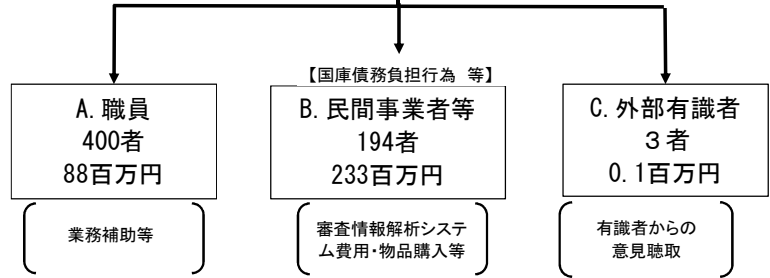 【国庫債務負担行為 等】
A.職員
400者
88百万円
B.民間事業者等
194者
233百万円
C.外部有識者
３者
0.1百万円
業務補助等
審査情報解析システ
ム費用・物品購入等
有識者からの
意見聴取